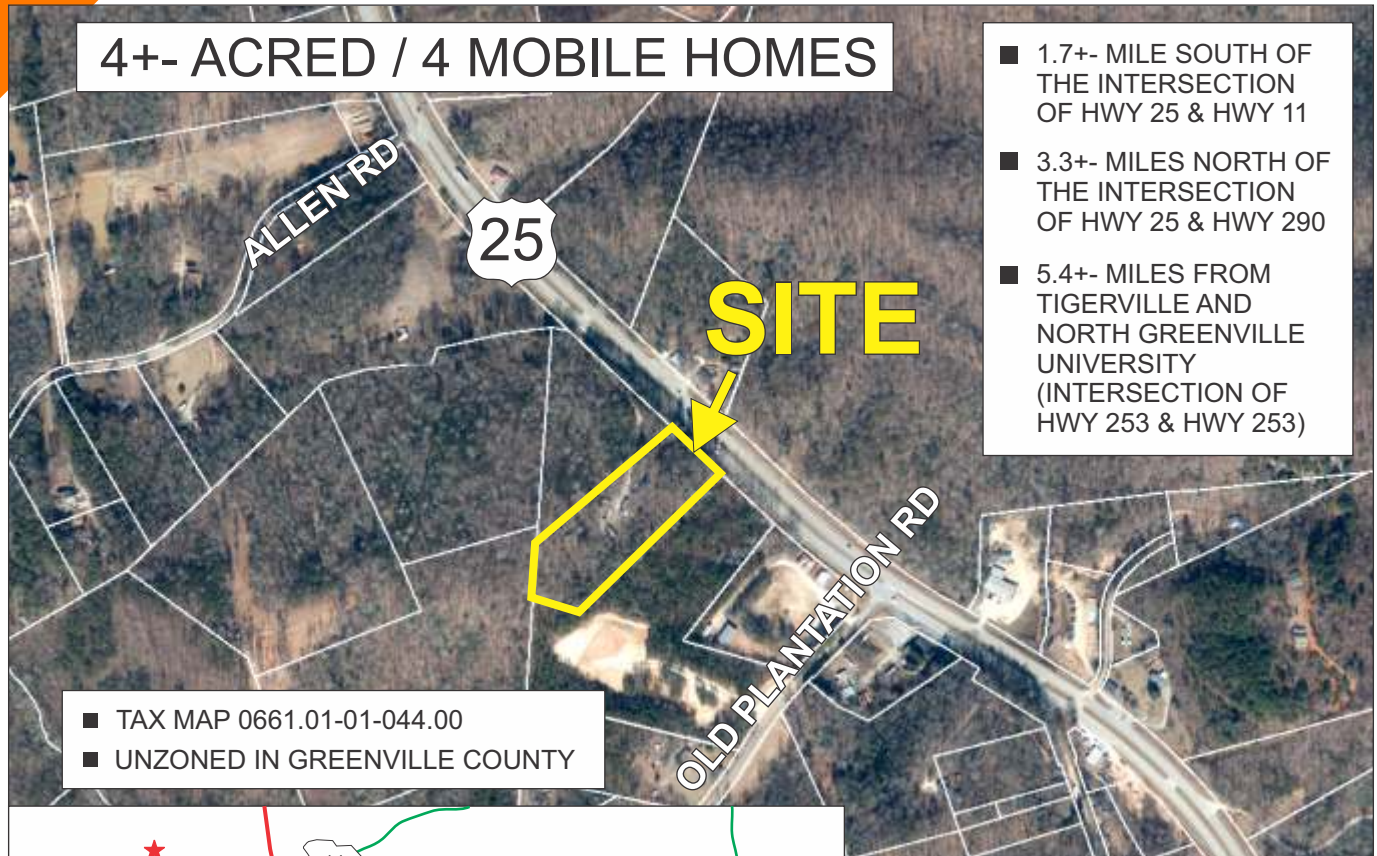 4+- ACRED / 4 MOBILE HOMES
■ 1.7+- MILE SOUTH OF
THE INTERSECTION
OF HWY 25 & HWY 11
■ 3.3+- MILES NORTH OF
THE INTERSECTION
OF HWY 25 & HWY 290
■ 5.4+- MILES FROM
TIGERVILLE AND
NORTH GREENVILLE
UNIVERSITY
(INTERSECTION OF
HWY 253 & HWY 253)
ALLEN RD
25
SITE
OLD PLANTATION RD
■ TAX MAP 0661.01-01-044.00
■ UNZONED IN GREENVILLE COUNTY